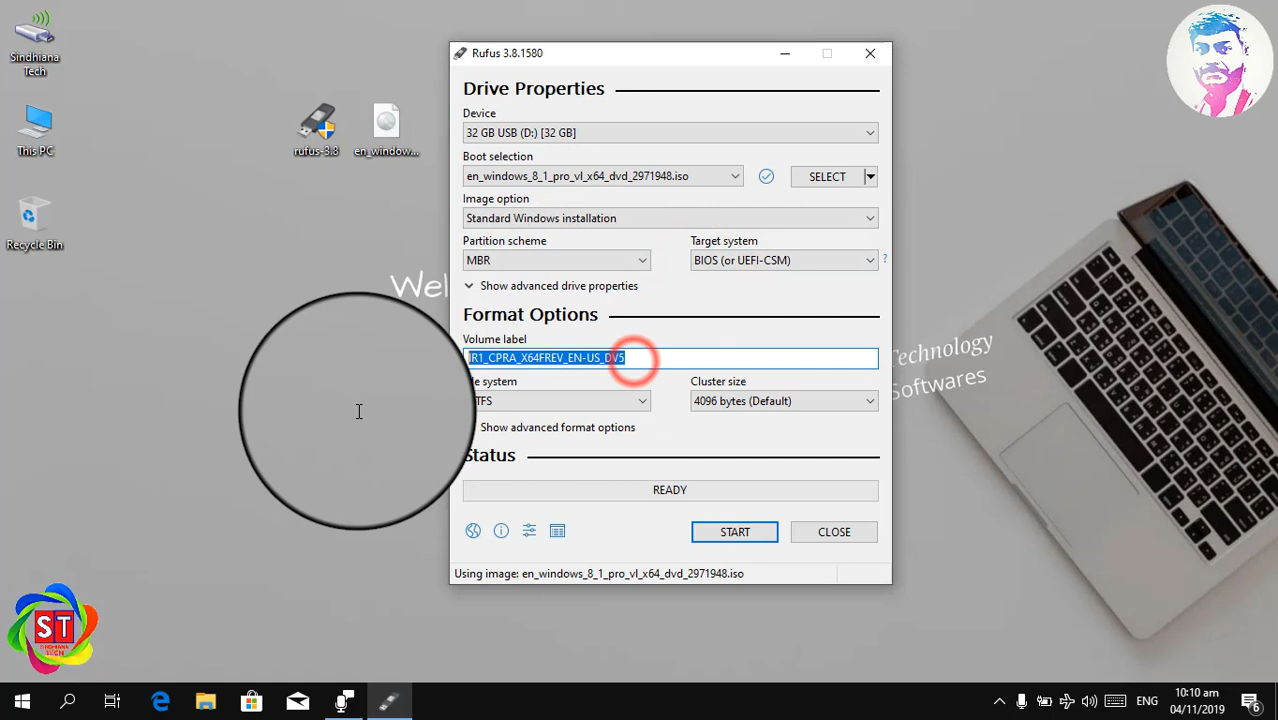 Sindhiana
Tech
This PC
Recycle Bin
rufus-3.8
en_window...
Wel
Technology
Softwares
Rufus 3.8.1580
Drive Properties
Device
32 GB USB (D:) [32 GB]
Boot selection
en_windows_8_1_pro_vl_x64_dvd_2971948.iso
SELECT
Image option
Standard Windows installation
Partition scheme
Target system
MBR
BIOS (or UEFI-CSM)
?
Show advanced drive properties
Format Options
Volume label
IR1_CPRA_X64FREV_EN-US_DV5
le system
Cluster size
TFS
4096 bytes (Default)
Show advanced format options
Status
READY
START
CLOSE
Using image: en_windows_8_1_pro_vl_x64_dvd_2971948.iso
ST
SINDHIANA
TECH
ENG
10:10 am
04/11/2019
6